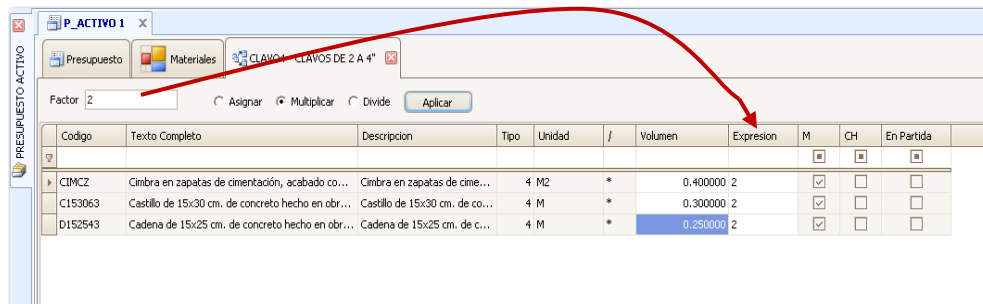 P_ACTIVO 1 X
PRESUPUESTO ACTIVO
Presupuesto Materiales CLAVO4 - CLAVOS DE 2 A 4"
Factor 2 Asignar Multiplicar Divide Aplicar
Codigo Texto Completo Descripcion Tipo Unidad / Volumen Expresion M CH En Partida
CIMCZ Cimbra en zapatas de cimentación, acabado co... Cimbra en zapatas de cime... 4 M2 * 0.400000 2
C153063 Castillo de 15x30 cm. de concreto hecho en obr... Castillo de 15x30 cm. de co... 4 M * 0.300000 2
D152543 Cadena de 15x25 cm. de concreto hecho en obr... Cadena de 15x25 cm. de c... 4 M * 0.250000 2